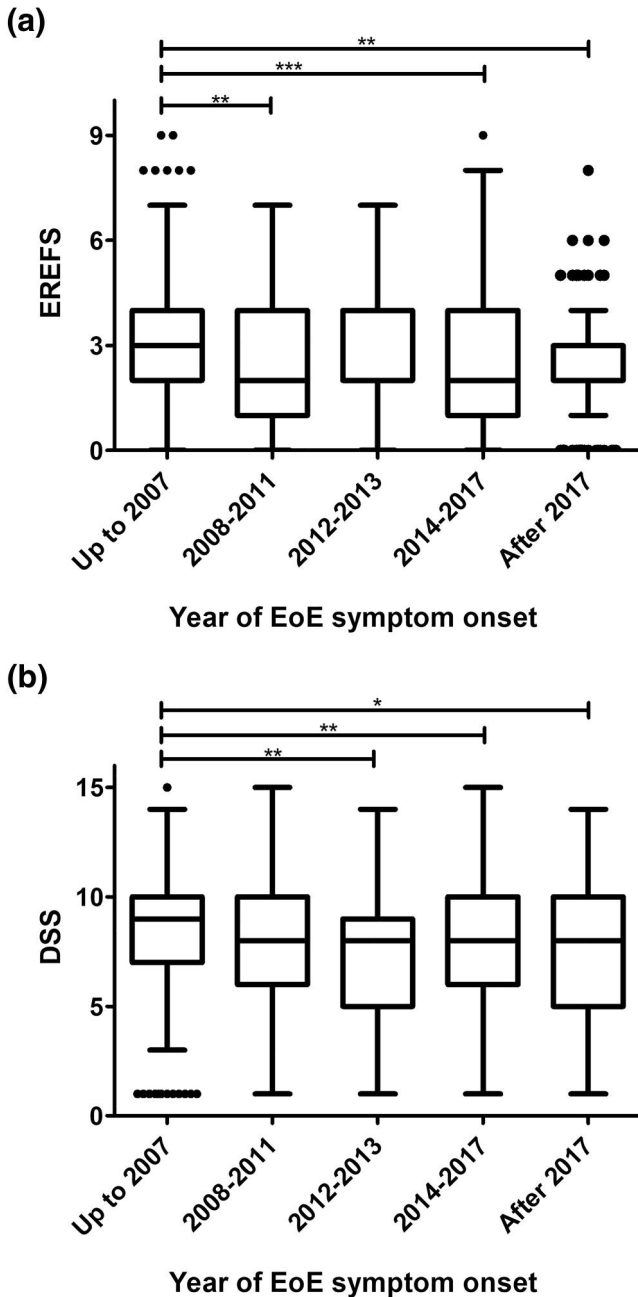 (a)
**
***
**
9
6
3
0
EREFS
Up to 2007
2008-2011
2012-2013
2014-2017
After 2017
Year of EoE symptom onset
(b)
*
**
**
15
10
5
0
DSS
Up to 2007
2008-2011
2012-2013
2014-2017
After 2017
Year of EoE symptom onset